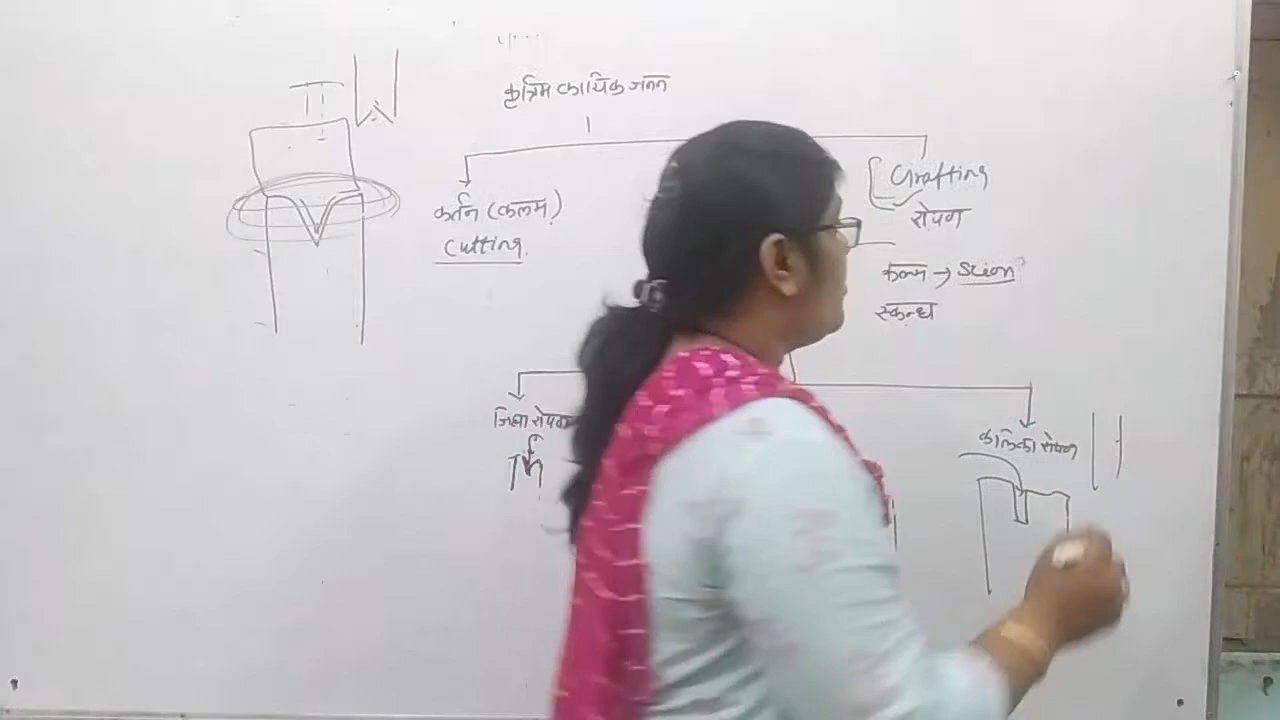 कृत्रिम कायिक जनन
कर्तन (कलम)
Cutting
Grafting
रोपण
कलम → Scion
स्कन्ध
जिह्वा रोपण
कलिका रोपण